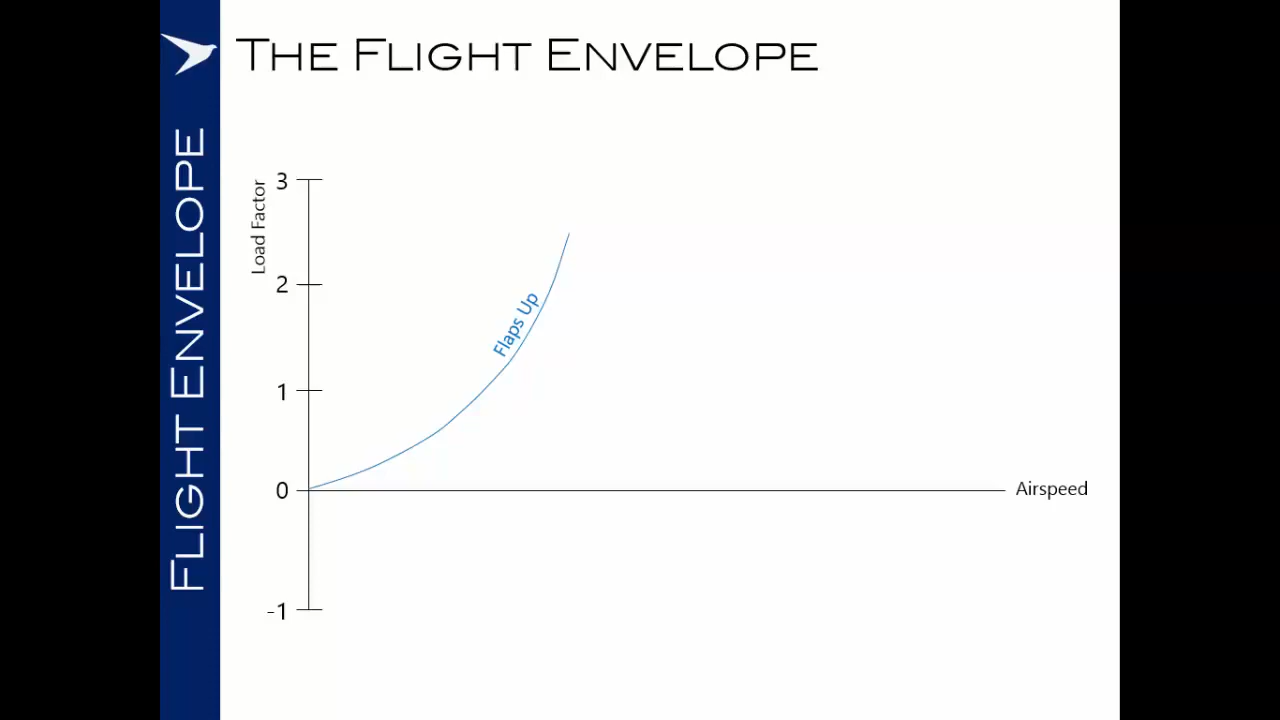 THE FLIGHT ENVELOPE
FLIGHT ENVELOPE
Load Factor
3
2
1
0
-1
Flaps Up
Airspeed